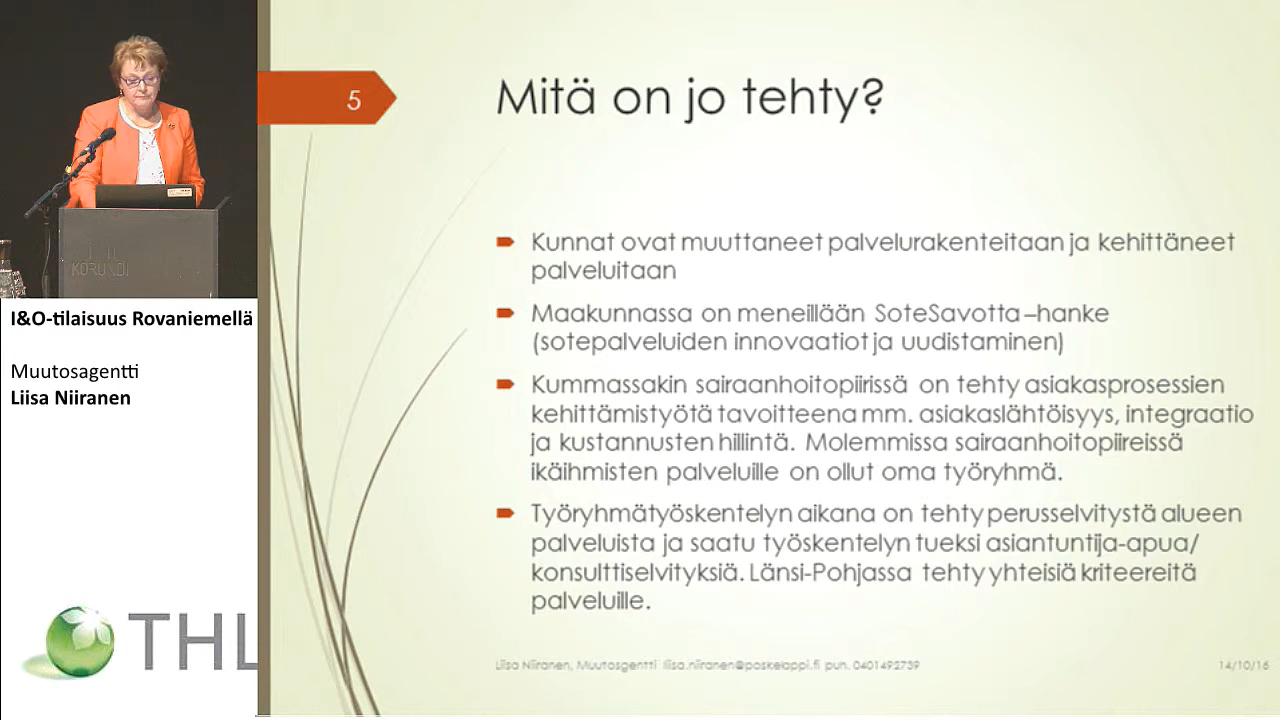 KORUNDI
I&O-tilaisuus Rovaniemellä
Muutosagentti
Liisa Niiranen
THL
5
Mitä on jo tehty?
Kunnat ovat muuttaneet palvelurakenteitaan ja kehittäneet
palveluitaan
Maakunnassa on meneillään SoteSavotta –hanke
(sotepalveluiden innovaatiot ja uudistaminen)
Kummassakin sairaanhoitopiirissä on tehty asiakasprosessien
kehittämistyötä tavoitteena mm. asiakaslähtöisyys, integraatio
ja kustannusten hillintä. Molemmissa sairaanhoitopiireissä
ikäihmisten palveluille on ollut oma työryhmä.
Työryhmätyöskentelyn aikana on tehty perusselvitystä alueen
palveluista ja saatu työskentelyn tueksi asiantuntija-apua/
konsulttiselvityksiä. Länsi-Pohjassa tehty yhteisiä kriteereitä
palveluille.
Liisa Niiranen, Muutosgentti liisa.niiranen@poskelappi.fi pun. 0401492739
14/10/16